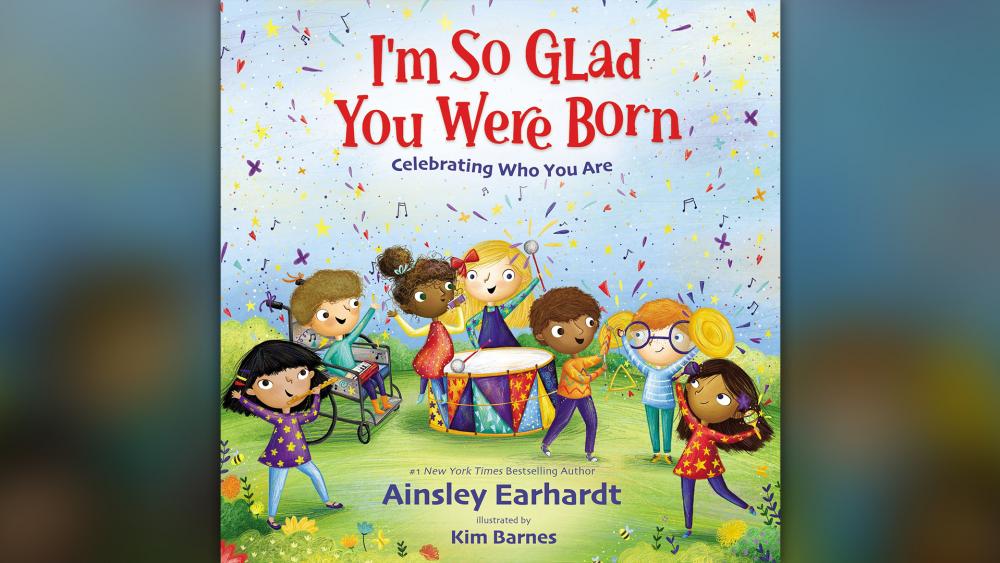 I'm So Glad
You Were Born
Celebrating Who You Are
#1 New York Times Bestselling Author
Ainsley Earhardt
illustrated by
Kim Barnes